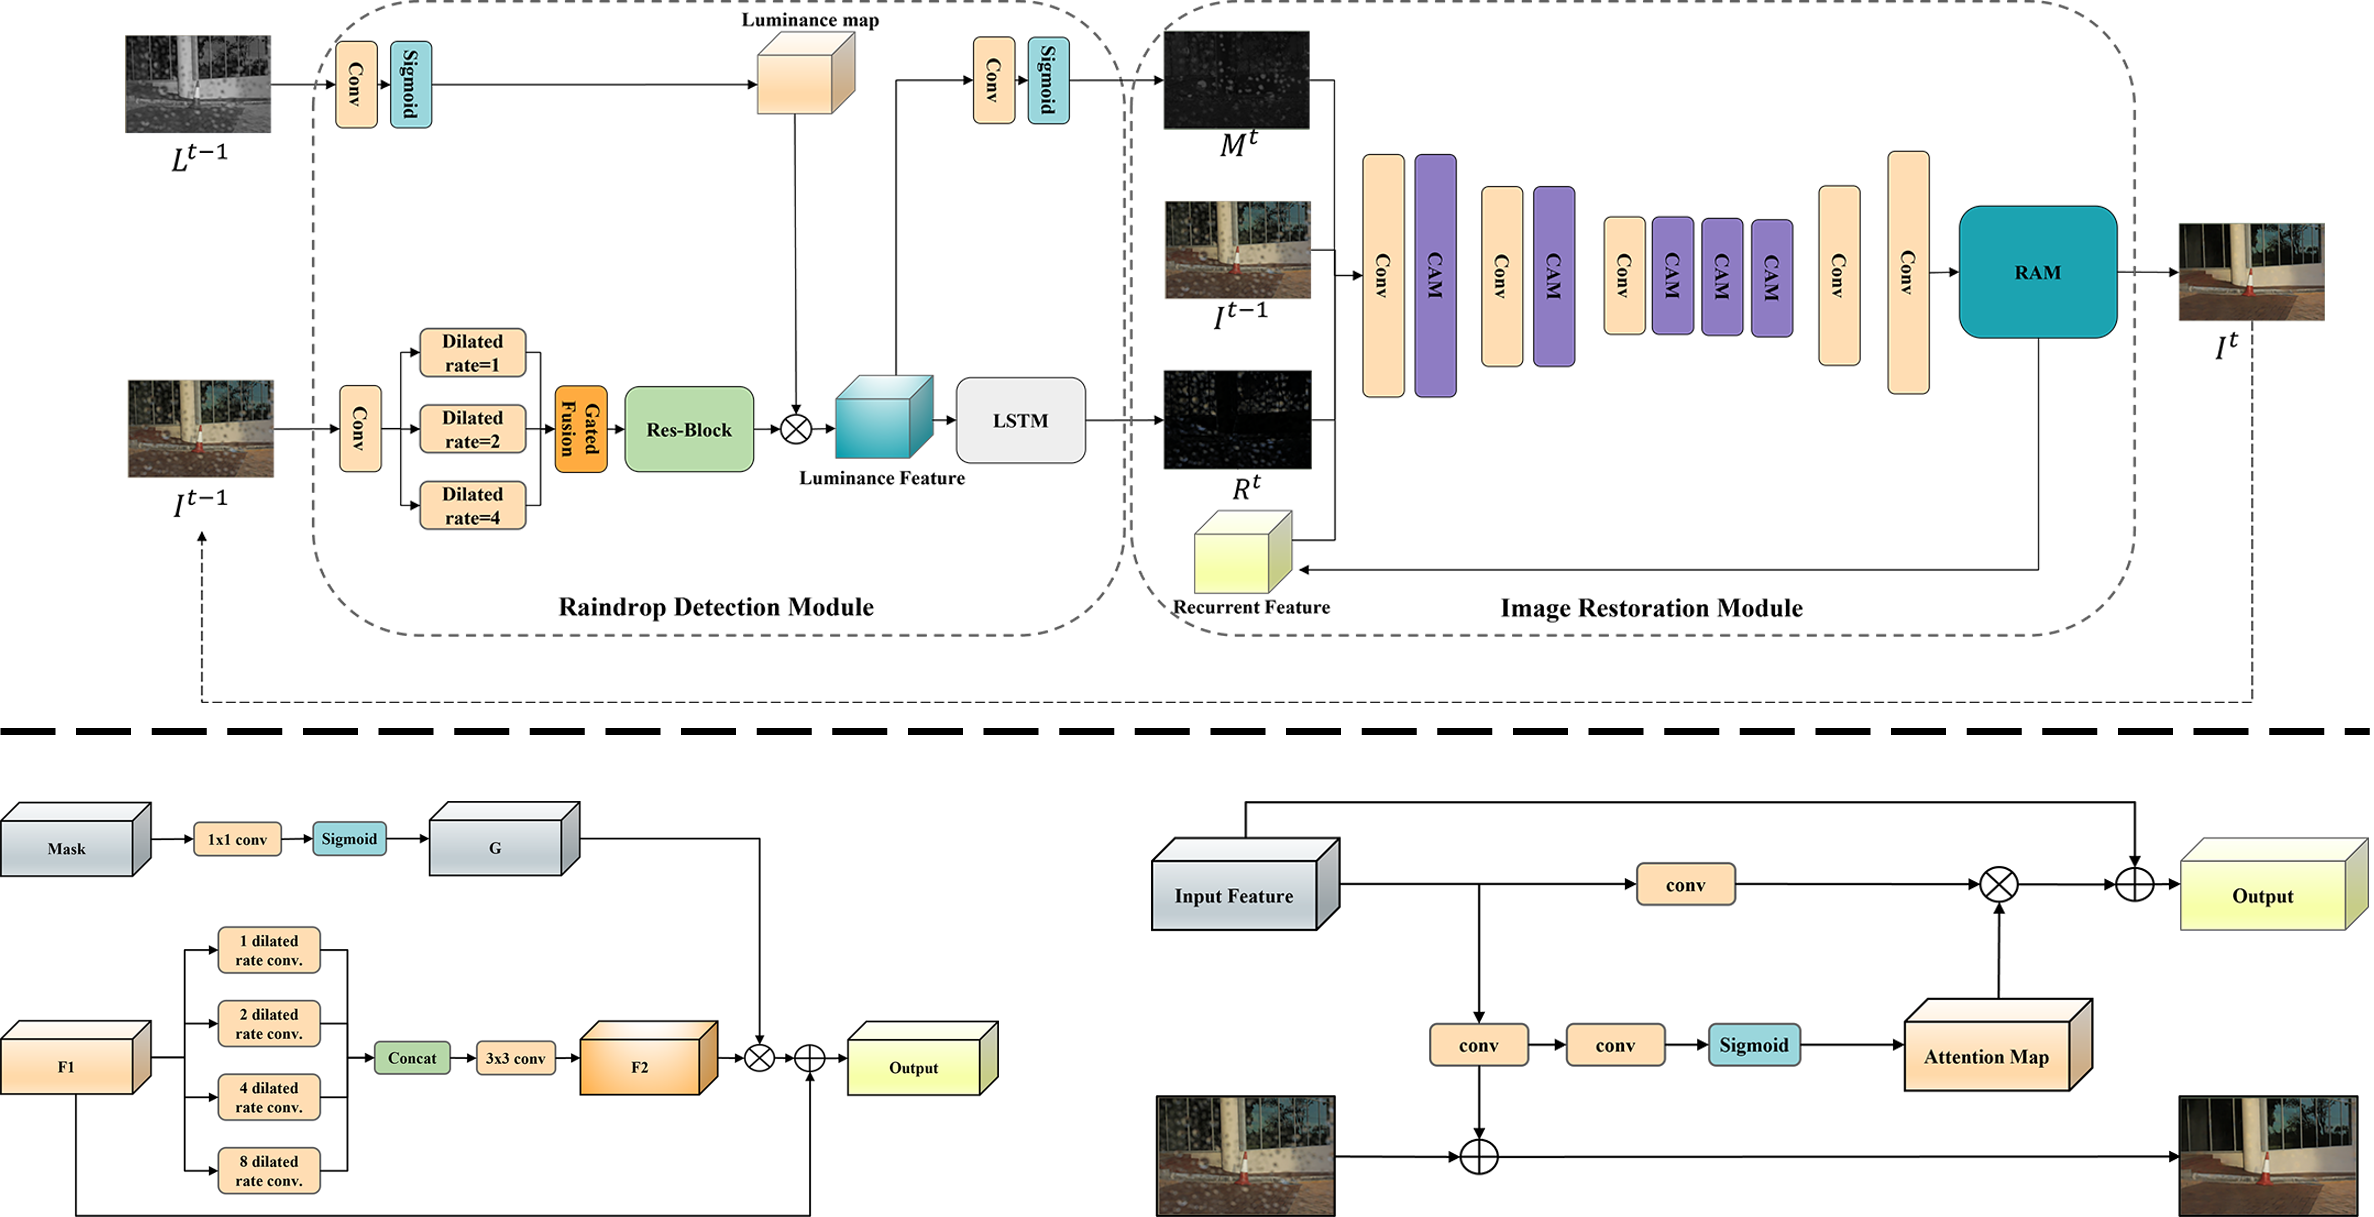 Luminance map
Conv
Sigmoid
Conv
Sigmoid
L^{t-1}
M^t
Conv
CAM
Conv
CAM
Conv
CAM
CAM
CAM
Conv
Conv
RAM
I^{t-1}
I^t
Dilated
rate=1
Conv
Dilated
rate=2
Gated
Fusion
Res-Block
LSTM
Luminance Feature
Dilated
rate=4
I^{t-1}
R^t
Raindrop Detection Module
Recurrent Feature
Image Restoration Module
Mask
1x1 conv
Sigmoid
G
1 dilated
rate conv.
2 dilated
rate conv.
F1
Concat
3x3 conv
F2
Output
4 dilated
rate conv.
8 dilated
rate conv.
Input Feature
conv
Output
conv
conv
Sigmoid
Attention Map